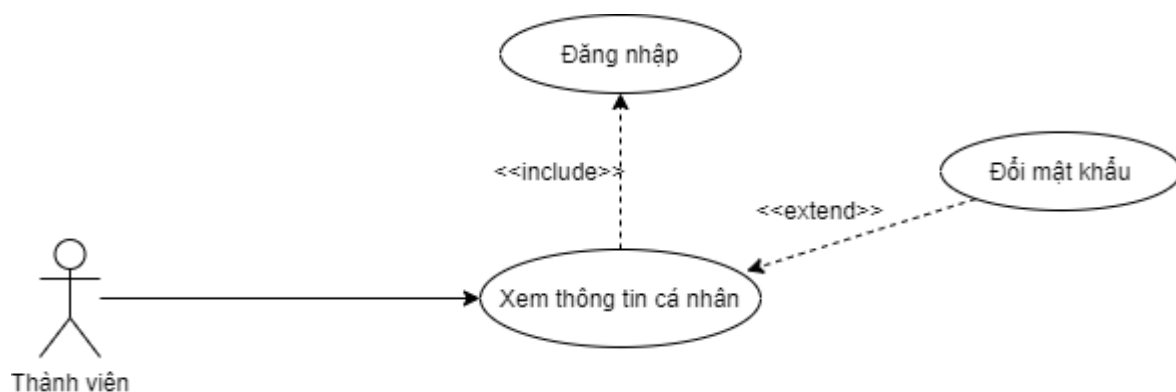 Đăng nhập
<<include>>
Đổi mật khẩu
<<extend>>
Xem thông tin cá nhân
Thành viên